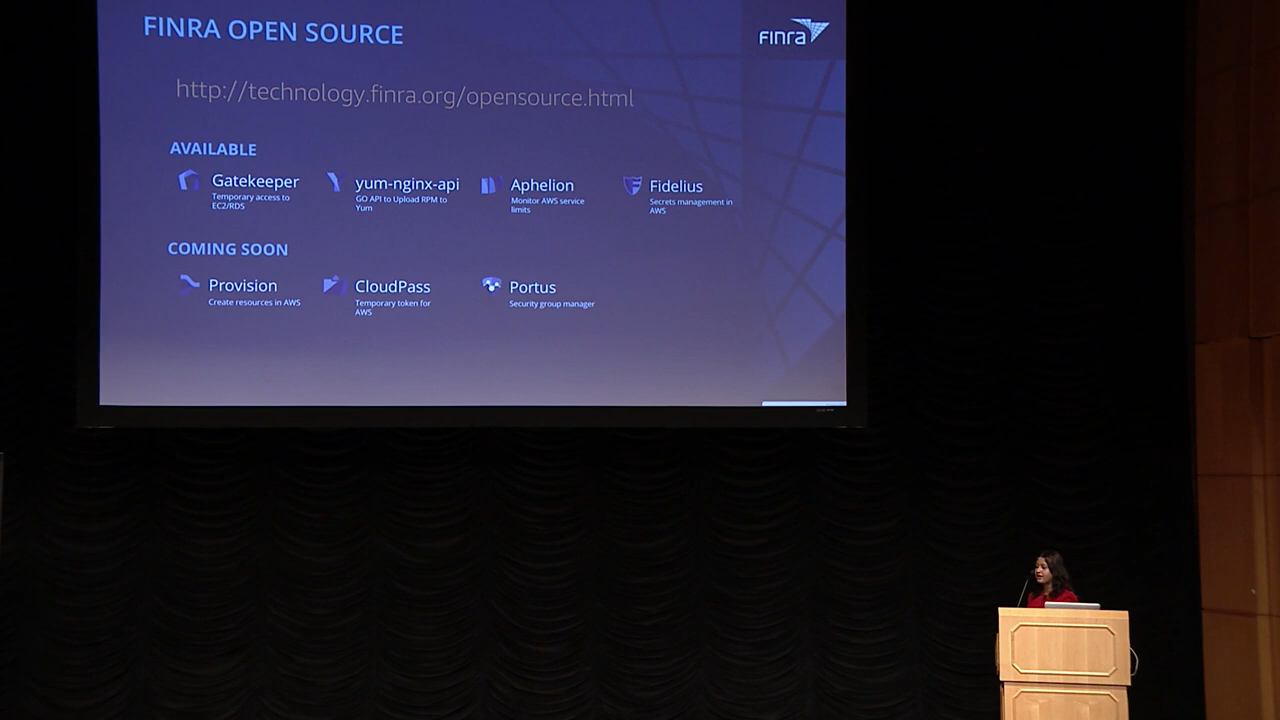 FINRA OPEN SOURCE
finra
http://technology.finra.org/opensource.html
AVAILABLE
Gatekeeper
Temporary access to
EC2/RDS
yum-nginx-api
GO API to Upload RPM to
Yum
Aphelion
Monitor AWS service
limits
Fidelius
Secrets management in
AWS
COMING SOON
Provision
Create resources in AWS
CloudPass
Temporary token for
AWS
Portus
Security group manager